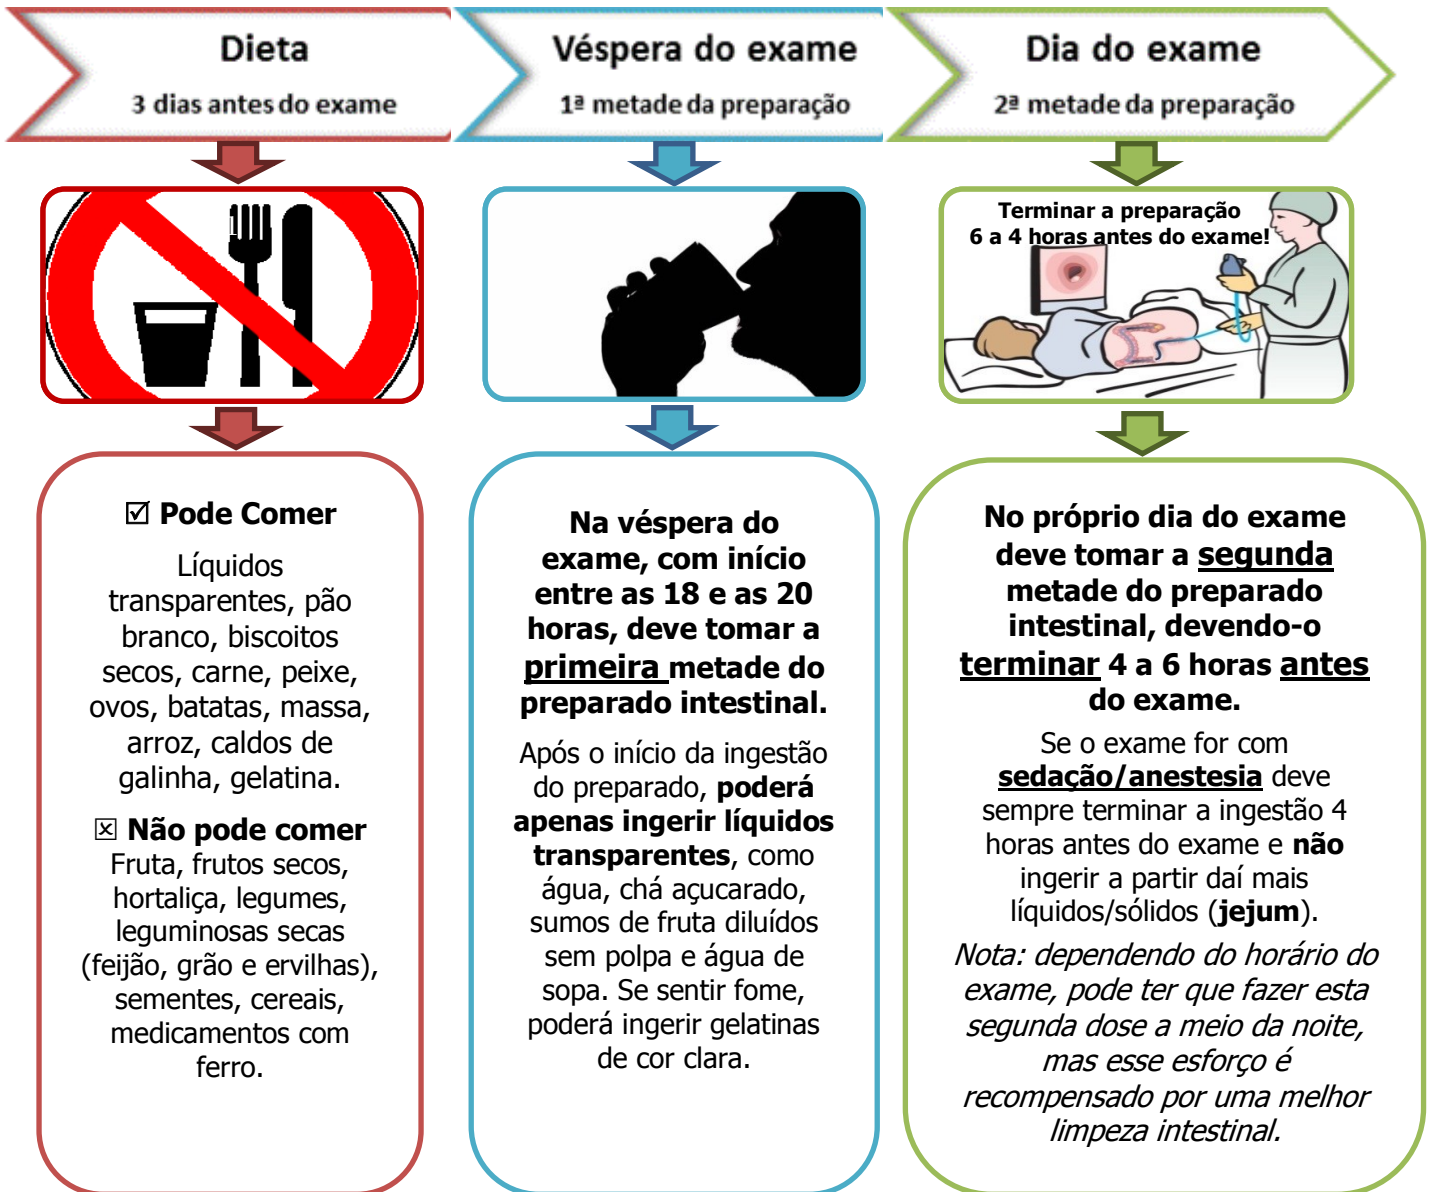 Dieta
3 dias antes do exame
Véspera do exame
1ª metade da preparação
Dia do exame
2ª metade da preparação
Terminar a preparação
6 a 4 horas antes do exame!
☑ Pode Comer
Líquidos
transparentes, pão
branco, biscoitos
secos, carne, peixe,
ovos, batatas, massa,
arroz, caldos de
galinha, gelatina.
☒ Não pode comer
Fruta, frutos secos,
hortaliça, legumes,
leguminosas secas
(feijão, grão e ervilhas),
sementes, cereais,
medicamentos com
ferro.
Na véspera do
exame, com início
entre as 18 e as 20
horas, deve tomar a
primeira metade do
preparado intestinal.
Após o início da ingestão
do preparado, poderá
apenas ingerir líquidos
transparentes, como
água, chá açucarado,
sumos de fruta diluídos
sem polpa e água de
sopa. Se sentir fome,
poderá ingerir gelatinas
de cor clara.
No próprio dia do exame
deve tomar a segunda
metade do preparado
intestinal, devendo-o
terminar 4 a 6 horas antes
do exame.
Se o exame for com
sedação/anestesia deve
sempre terminar a ingestão 4
horas antes do exame e não
ingerir a partir daí mais
líquidos/sólidos (jejum).
Nota: dependendo do horário do
exame, pode ter que fazer esta
segunda dose a meio da noite,
mas esse esforço é
recompensado por uma melhor
limpeza intestinal.